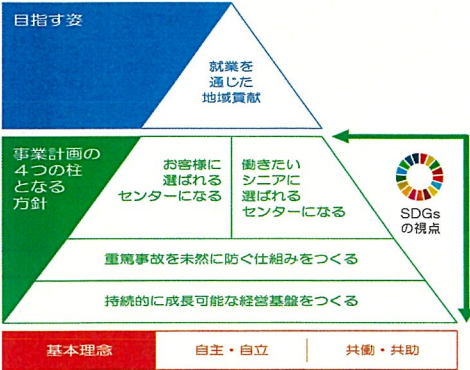 目指す姿
就業を
通じた
地域貢献
事業計画の
4つの柱
となる
方針
お客様に
選ばれる
センターになる
働きたい
シニアに
選ばれる
センターになる
SDGs
の視点
重篤事故を未然に防ぐ仕組みをつくる
持続的に成長可能な経営基盤をつくる
基本理念
自主・自立
共働・共助